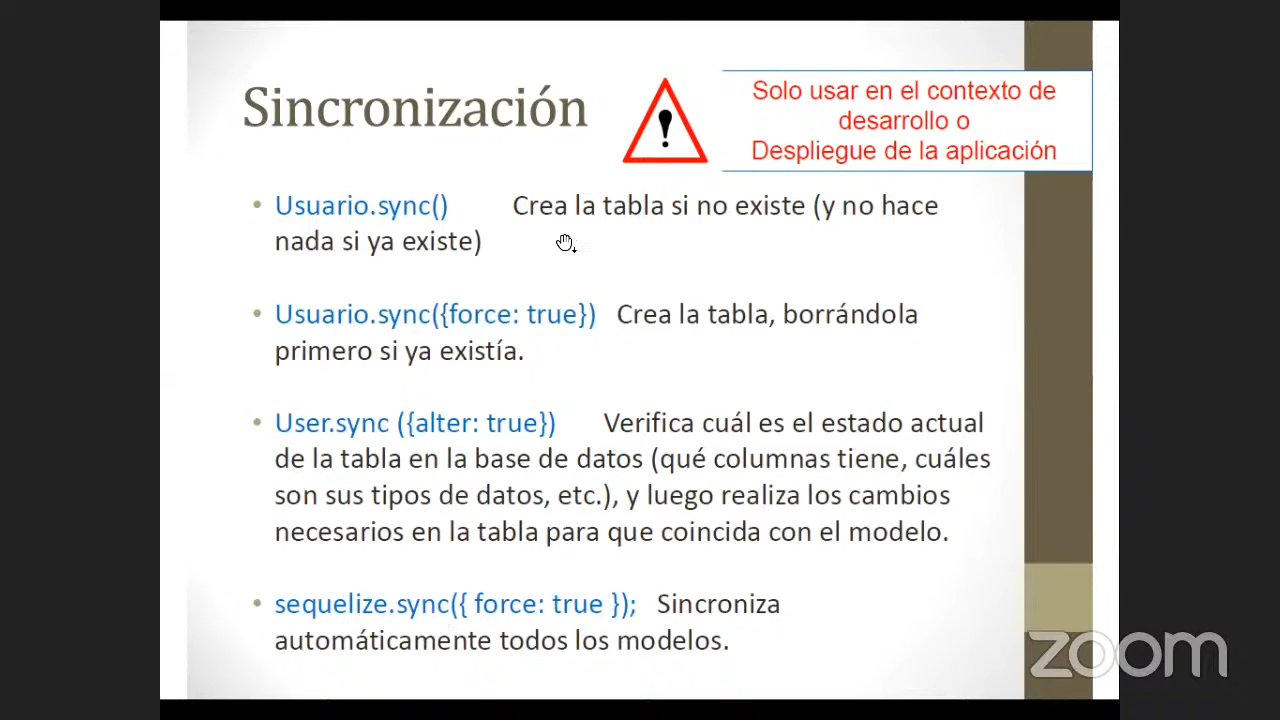 Sincronización
Solo usar en el contexto de
desarrollo o
Despliegue de la aplicación
• Usuario.sync() Crea la tabla si no existe (y no hace
nada si ya existe)
• Usuario.sync({force: true}) Crea la tabla, borrándola
primero si ya existía.
• User.sync ({alter: true}) Verifica cuál es el estado actual
de la tabla en la base de datos (qué columnas tiene, cuáles
son sus tipos de datos, etc.), y luego realiza los cambios
necesarios en la tabla para que coincida con el modelo.
• sequelize.sync({ force: true }); Sincroniza
automáticamente todos los modelos.
zoom